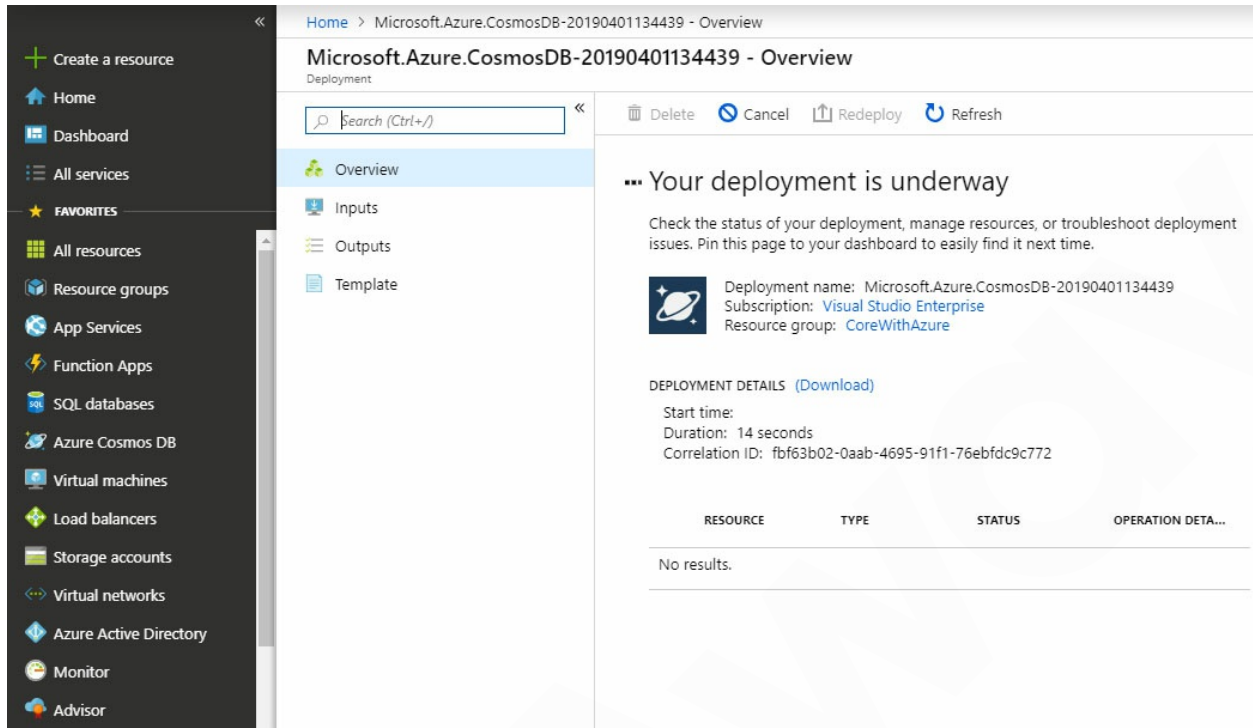 «
Create a resource
Home
Dashboard
All services
FAVORITES
All resources
Resource groups
App Services
Function Apps
SQL databases
Azure Cosmos DB
Virtual machines
Load balancers
Storage accounts
Virtual networks
Azure Active Directory
Monitor
Advisor
Home > Microsoft.Azure.CosmosDB-20190401134439 - Overview
Microsoft.Azure.CosmosDB-20190401134439 - Overview
Deployment
Search (Ctrl+/)
«
Overview
Inputs
Outputs
Template
Delete Cancel Redeploy Refresh
Your deployment is underway
Check the status of your deployment, manage resources, or troubleshoot deployment
issues. Pin this page to your dashboard to easily find it next time.
Deployment name: Microsoft.Azure.CosmosDB-20190401134439
Subscription: Visual Studio Enterprise
Resource group: CoreWithAzure
DEPLOYMENT DETAILS (Download)
Start time:
Duration: 14 seconds
Correlation ID: fbf63b02-0aab-4695-91f1-76ebfdc9c772
RESOURCE TYPE STATUS OPERATION DETA...
No results.